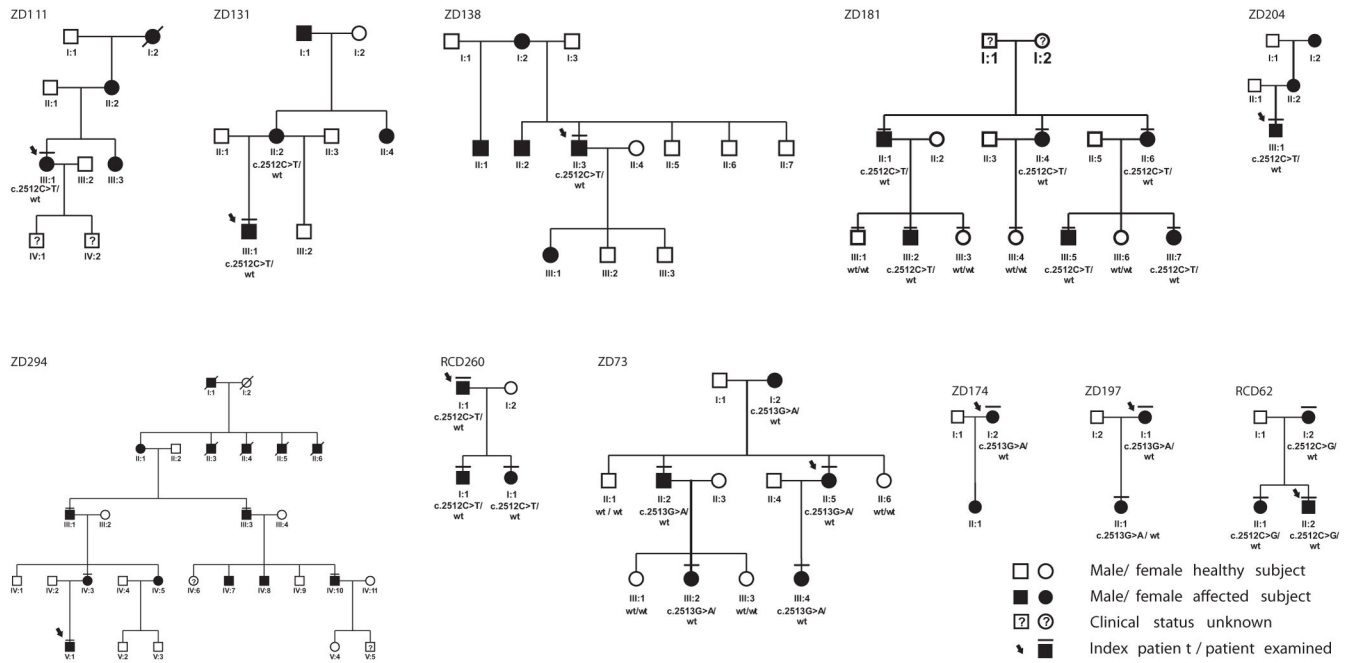 ZD111
I:1 I:2
II:1 II:2
III:1 III:2 III:3
c.2512C>T/
wt
? ?
IV:1 IV:2
ZD131
I:1 I:2
II:1 II:2 II:3 II:4
c.2512C>T/
wt
III:1 III:2
c.2512C>T/
wt
ZD138
I:1 I:2 I:3
II:1 II:2 II:3 II:4 II:5 II:6 II:7
c.2512C>T/
wt
III:1 III:2 III:3
ZD181
? ?
I:1 I:2
II:1 II:2 II:3 II:4 II:5 II:6
c.2512C>T/ c.2512C>T/ c.2512C>T/
wt wt wt
III:1 III:2 III:3 III:4 III:5 III:6 III:7
wt/wt c.2512C>T/ wt/wt wt/wt c.2512C>T/ wt/wt c.2512C>T/
wt wt wt
ZD204
I:1 I:2
II:1 II:2
III:1
c.2512C>T/
wt
ZD294
I:1 I:2
II:1 II:2 II:3 II:4 II:5 II:6
III:1 III:2 III:3 III:4
?
IV:1 IV:2 IV:3 IV:4 IV:5 IV:6 IV:7 IV:8 IV:9 IV:10 IV:11
?
V:1 V:2 V:3 V:4 V:5
RCD260
I:1 I:2
c.2512C>T/
wt
I:1 I:1
c.2512C>T/ c.2512C>T/
wt wt
ZD73
I:1 I:2
c.2513G>A/
wt
II:1 II:2 II:3 II:4 II:5 II:6
wt / wt c.2513G>A/ c.2513G>A/ wt/wt
wt wt
III:1 III:2 III:3 III:4
wt/wt c.2513G>A/ wt/wt c.2513G>A/
wt wt
ZD174
I:1 I:2
c.2513G>A/
wt
II:1
ZD197
I:2 I:1
c.2513G>A/
wt
II:1
c.2513G>A/ wt
RCD62
I:1 I:2
c.2512C>G/
wt
II:1 II:2
c.2512C>G/ c.2512C>G/
wt wt
Male/ female healthy subject
Male/ female affected subject
? ? Clinical status unknown
Index patien t / patient examined